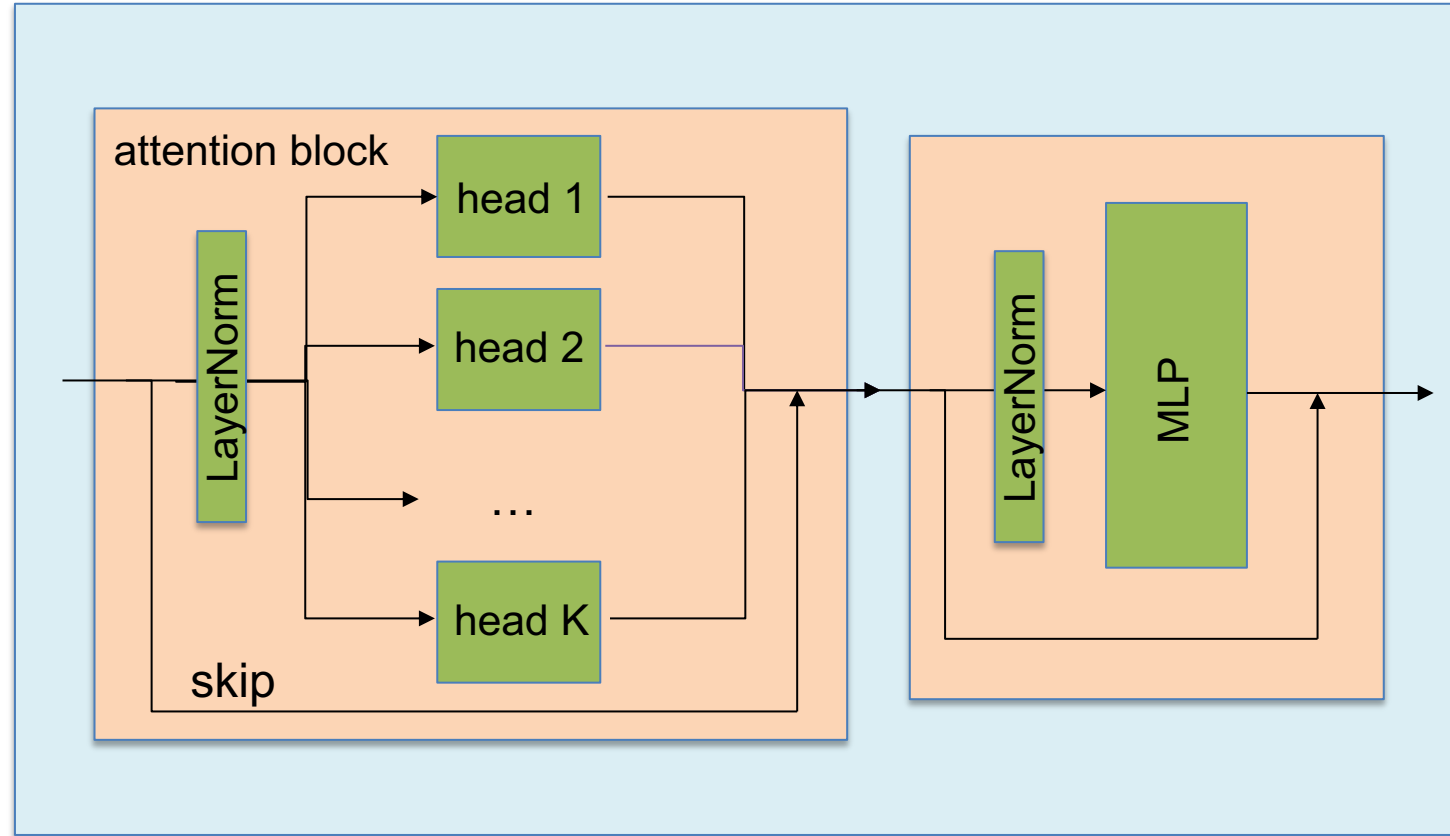 attention block
head 1
LayerNorm
head 2
...
head K
skip
LayerNorm
MLP